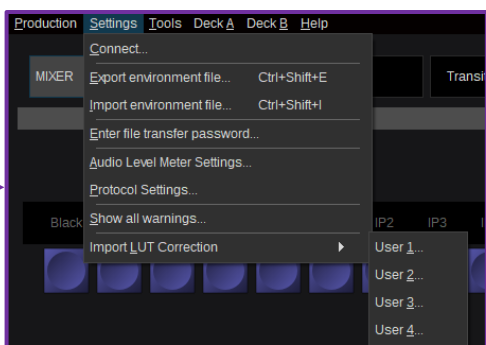 Production Settings Tools Deck A Deck B Help
Connect...
MIXER
Export environment file... Ctrl+Shift+E
Transi
Import environment file... Ctrl+Shift+I
Enter file transfer password...
Audio Level Meter Settings...
Protocol Settings...
Black
Show all warnings...
IP2 IP3
Import LUT Correction
User 1...
User 2...
User 3...
User 4...